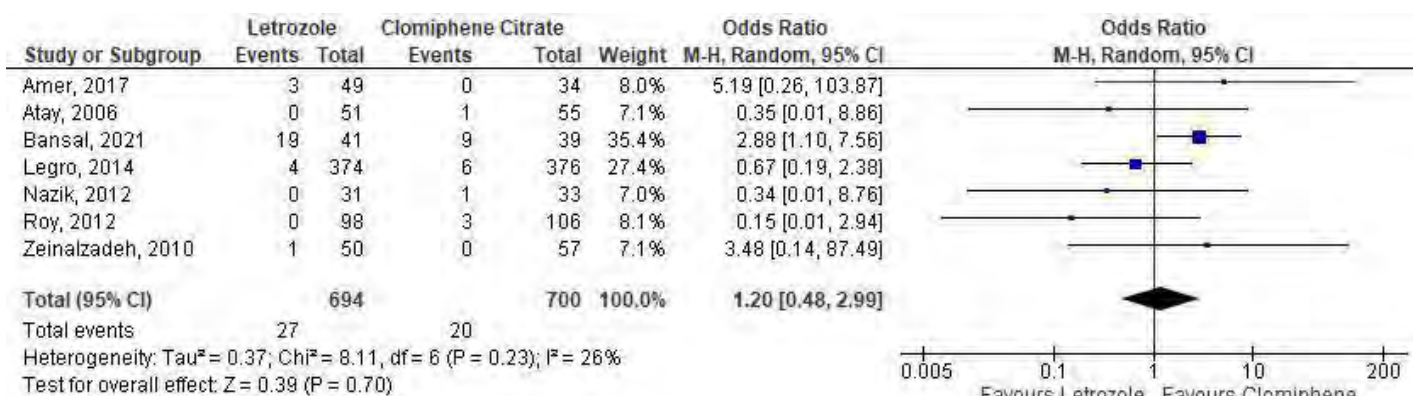 Letrozole Clomiphene Citrate Odds Ratio Odds Ratio
Study or Subgroup Events Total Events Total Weight M-H, Random, 95% CI M-H, Random, 95% CI
Amer, 2017 3 49 0 34 8.0% 5.19 [0.26, 103.87]
Atay, 2006 0 51 1 55 7.1% 0.35 [0.01, 8.86]
Bansal, 2021 19 41 9 39 35.4% 2.88 [1.10, 7.56]
Legro, 2014 4 374 6 376 27.4% 0.67 [0.19, 2.38]
Nazik, 2012 0 31 1 33 7.0% 0.34 [0.01, 8.76]
Roy, 2012 0 98 3 106 8.1% 0.15 [0.01, 2.94]
Zeinalzadeh, 2010 1 50 0 57 7.1% 3.48 [0.14, 87.49]
Total (95% CI) 694 700 100.0% 1.20 [0.48, 2.99]
Total events 27 20
Heterogeneity: Tau² = 0.37; Chi² = 8.11, df = 6 (P = 0.23); I² = 26%
Test for overall effect: Z = 0.39 (P = 0.70)
0.005 0.1 1 10 200
Favours Letrozole Favours Clomiphene